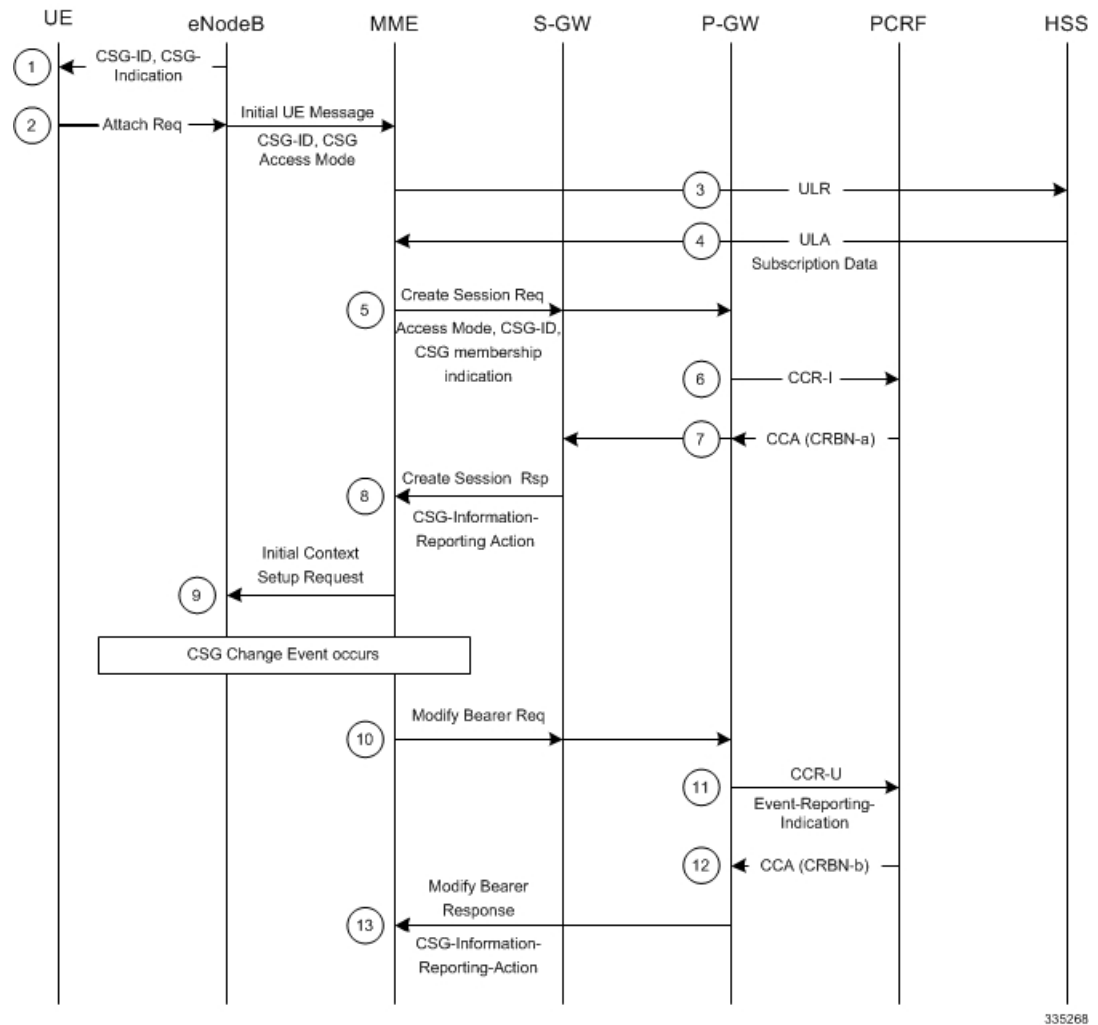 UE
eNodeB
MME
S-GW
P-GW
PCRF
HSS
1
CSG-ID, CSG-
Indication
2
Attach Req
Initial UE Message
CSG-ID, CSG
Access Mode
3
ULR
4
ULA
Subscription Data
5
Create Session Req
Access Mode, CSG-ID,
CSG membership
indication
6
CCR-I
7
CCA (CRBN-a)
8
Create Session Rsp
CSG-Information-
Reporting Action
9
Initial Context
Setup Request
CSG Change Event occurs
10
Modify Bearer Req
11
CCR-U
Event-Reporting-
Indication
12
CCA (CRBN-b)
13
Modify Bearer
Response
CSG-Information-
Reporting-Action
335268